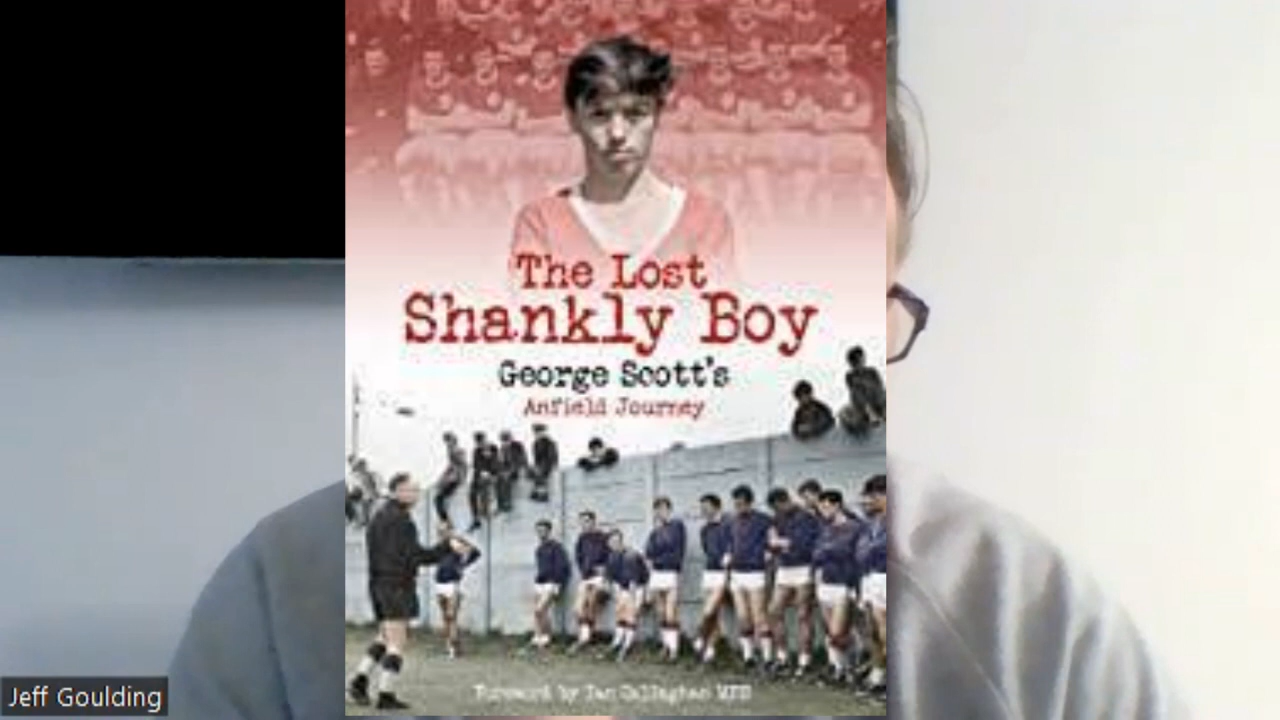 The Lost
Shankly Boy
George Scott's
Anfield Journey
Foreword by Ian Callaghan MBE
Jeff Goulding